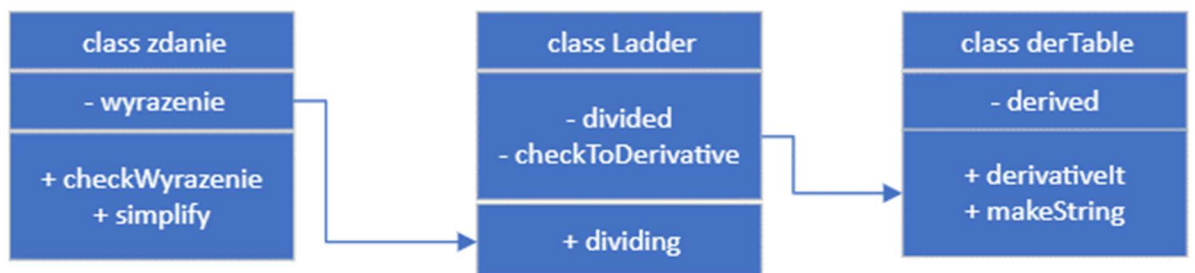 class zdanie
- wyrazenie
+ checkWyrazenie
+ simplify
class Ladder
- divided
- checkToDerivative
+ dividing
class derTable
- derived
+ derivativeIt
+ makeString